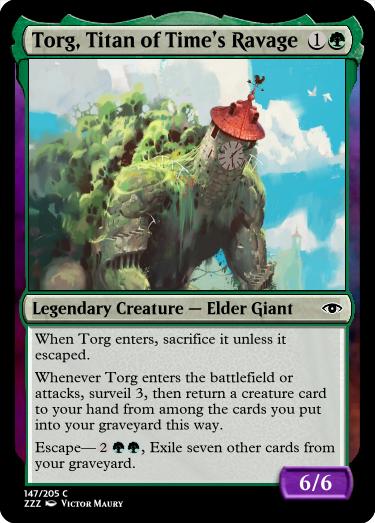 Torg, Titan of Time's Ravage 1
Legendary Creature — Elder Giant
When Torg enters, sacrifice it unless it
escaped.
Whenever Torg enters the battlefield or
attacks, surveil 3, then return a creature card
to your hand from among the cards you put
into your graveyard this way.
Escape— 2 , Exile seven other cards from
your graveyard.
6/6
147/205 C
ZZZ Victor Maury